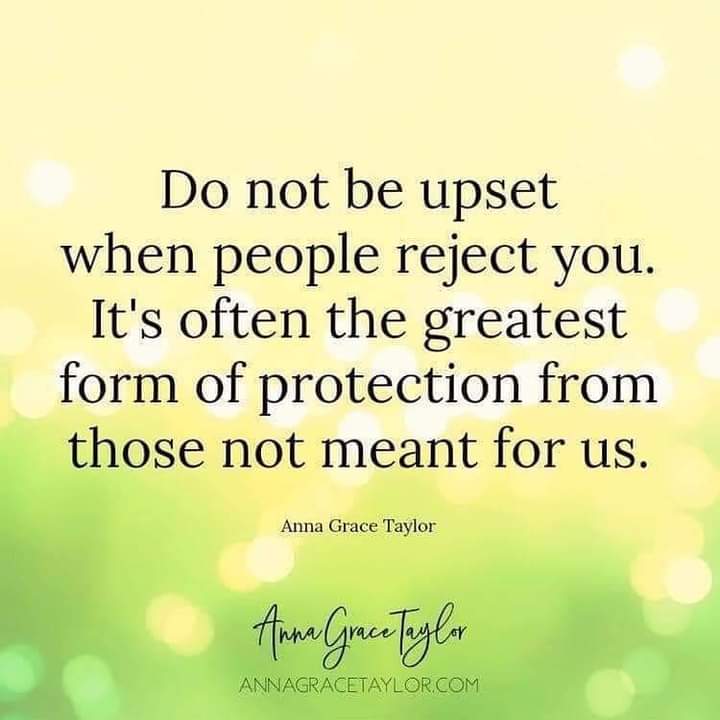 Do not be upset
when people reject you.
It's often the greatest
form of protection from
those not meant for us.
Anna Grace Taylor
Anna Grace Taylor
ANNAGRACETAYLOR.COM